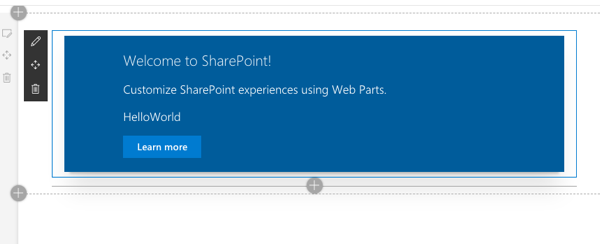 Welcome to SharePoint!
Customize SharePoint experiences using Web Parts.
HelloWorld
Learn more